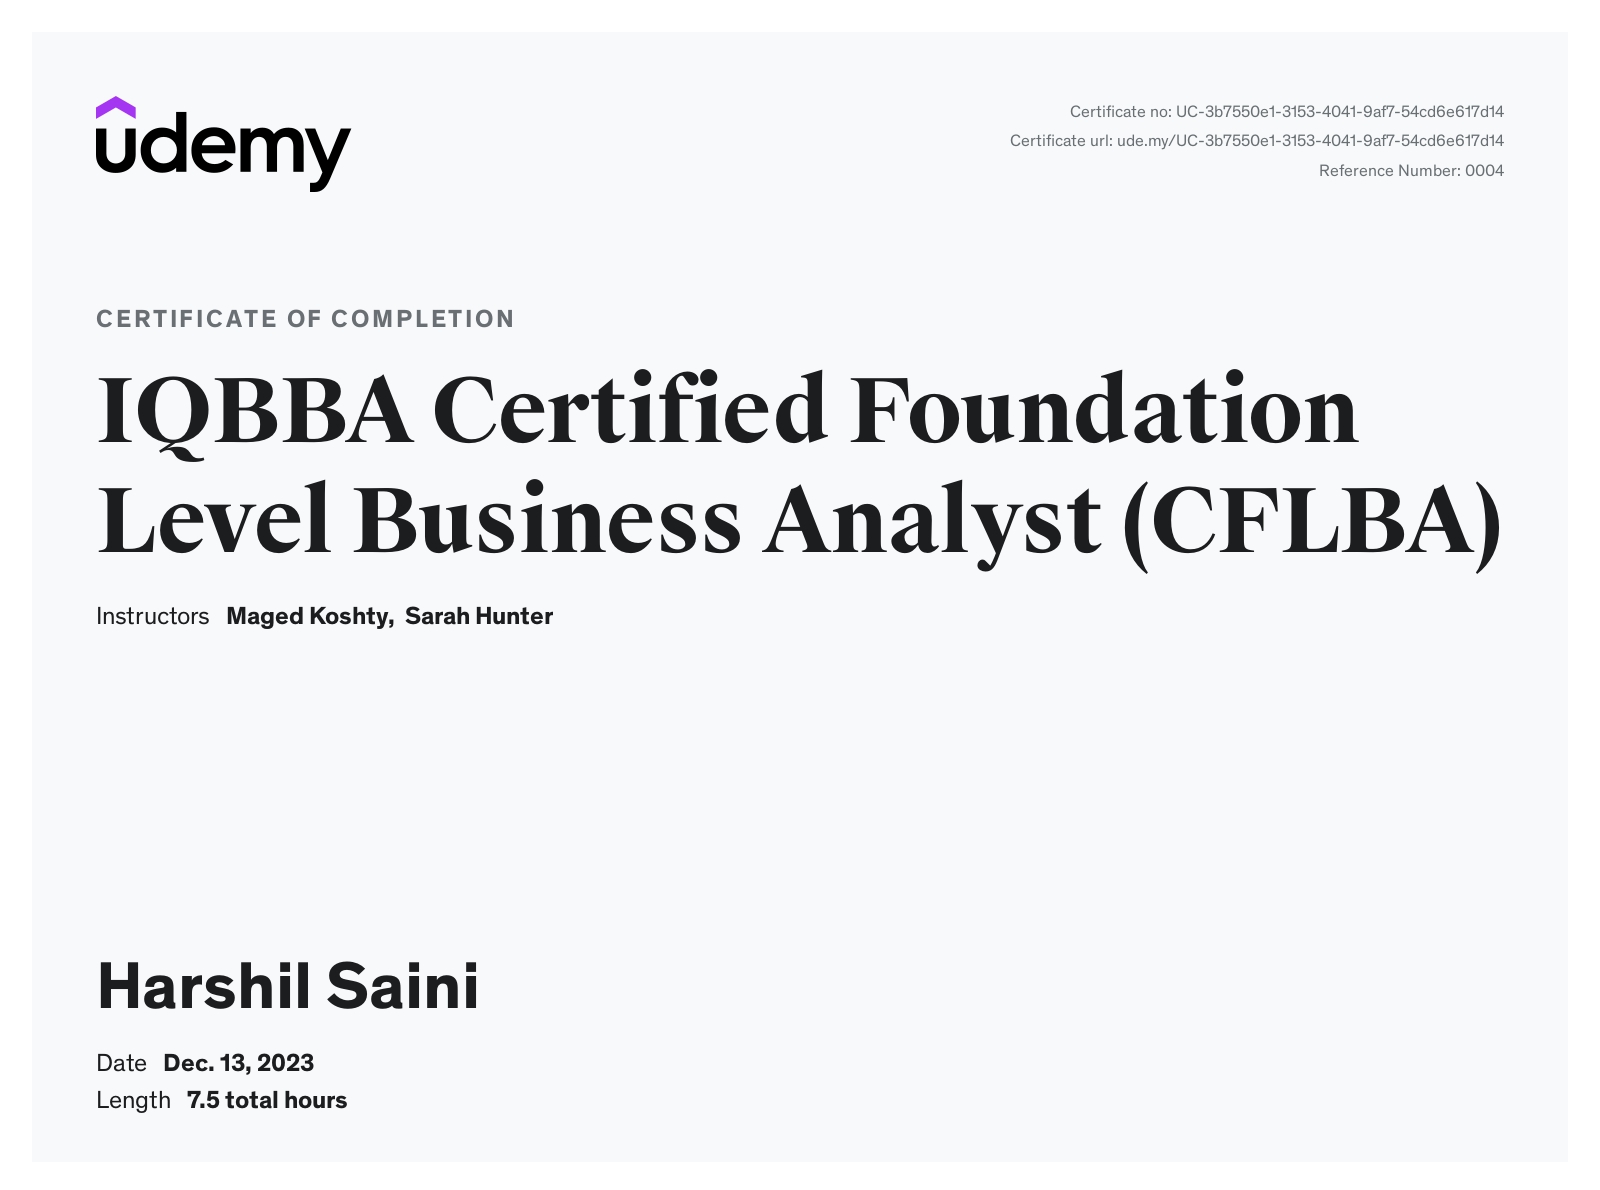 udemy
Certificate no: UC-3b7550e1-3153-4041-9af7-54cd6e617d14
Certificate url: ude.my/UC-3b7550e1-3153-4041-9af7-54cd6e617d14
Reference Number: 0004
CERTIFICATE OF COMPLETION
IQBBA Certified Foundation
Level Business Analyst (CFLBA)
Instructors Maged Koshty, Sarah Hunter
Harshil Saini
Date Dec. 13, 2023
Length 7.5 total hours